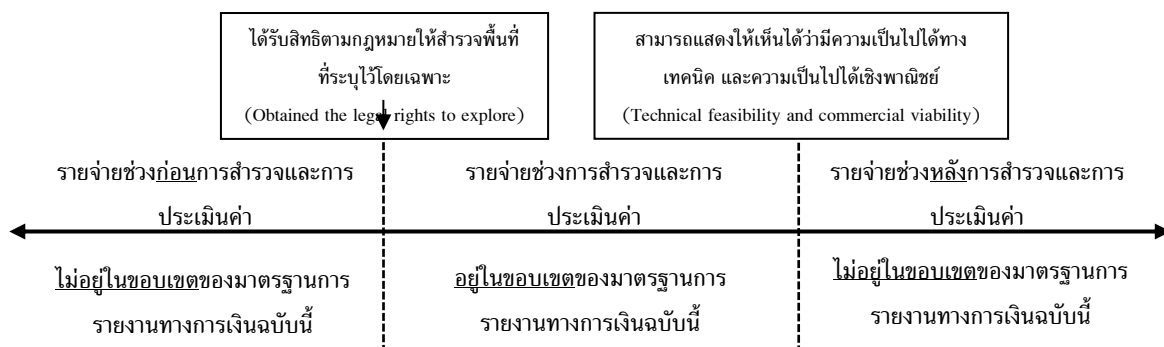 ได้รับสิทธิตามกฎหมายให้สำรวจพื้นที่
ที่ระบุไว้โดยเฉพาะ
(Obtained the legal rights to explore)
สามารถแสดงให้เห็นได้ว่ามีความเป็นไปได้ทาง
เทคนิค และความเป็นไปได้เชิงพาณิชย์
(Technical feasibility and commercial viability)
รายจ่ายช่วงก่อนการสำรวจและการ
ประเมินค่า
รายจ่ายช่วงการสำรวจและการ
ประเมินค่า
รายจ่ายช่วงหลังการสำรวจและการ
ประเมินค่า
ไม่อยู่ในขอบเขตของมาตรฐานการ
รายงานทางการเงินฉบับนี้
อยู่ในขอบเขตของมาตรฐานการ
รายงานทางการเงินฉบับนี้
ไม่อยู่ในขอบเขตของมาตรฐานการ
รายงานทางการเงินฉบับนี้